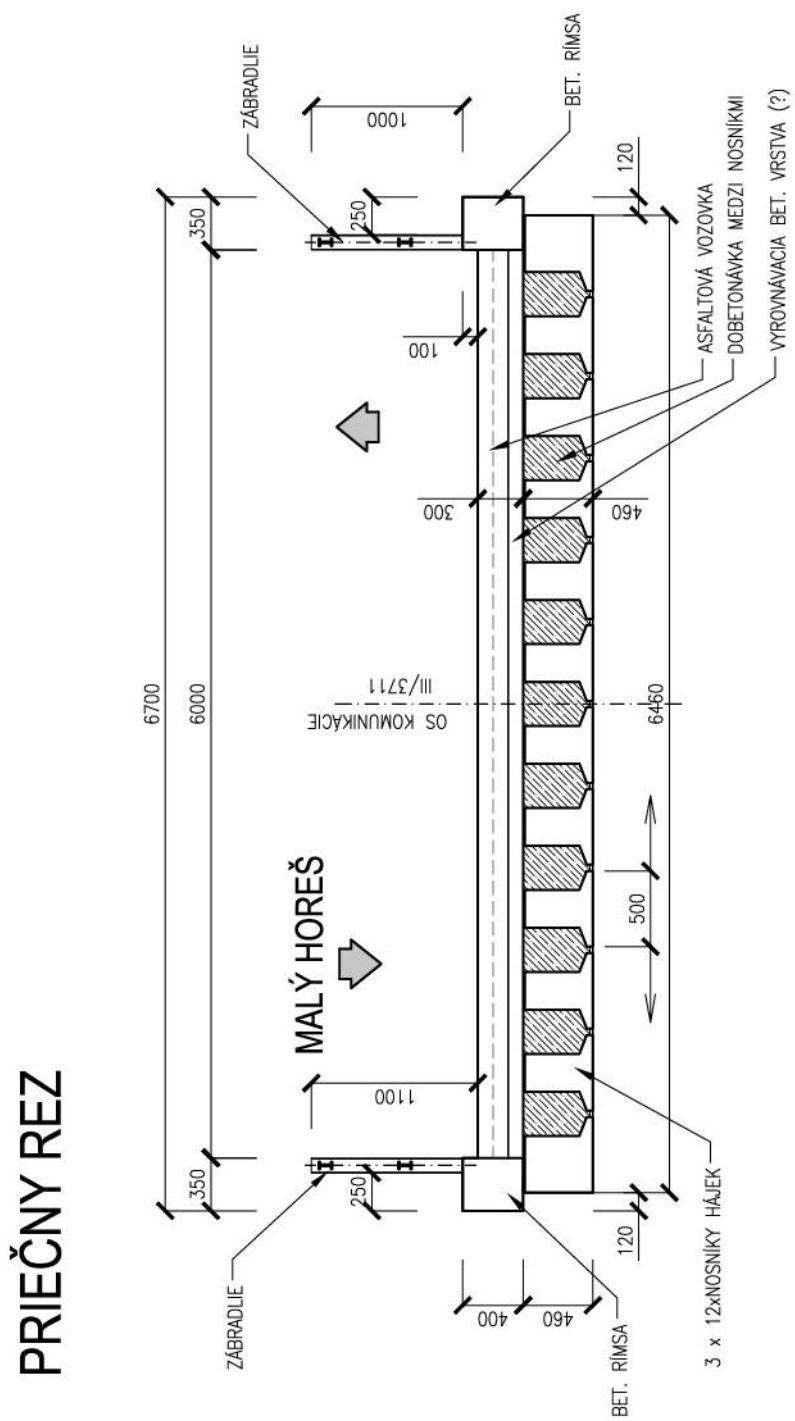 PRIEČNY REZ
6700
350
6000
350
ZÁBRADLIE
ZÁBRADLIE
250
1100
MALÝ HOREŠ
OS KOMUNIKÁCIE
III/3711
300
100
250
1000
400
460
460
BET. RÍMSA
BET. RÍMSA
120
500
6460
120
3 x 12xNOSNÍKY HÁJEK
ASFALTOVÁ VOZOVKA
DOBETONÁVKA MEDZI NOSNÍKMI
VYROVNÁVACIA BET. VRSTVA (?)